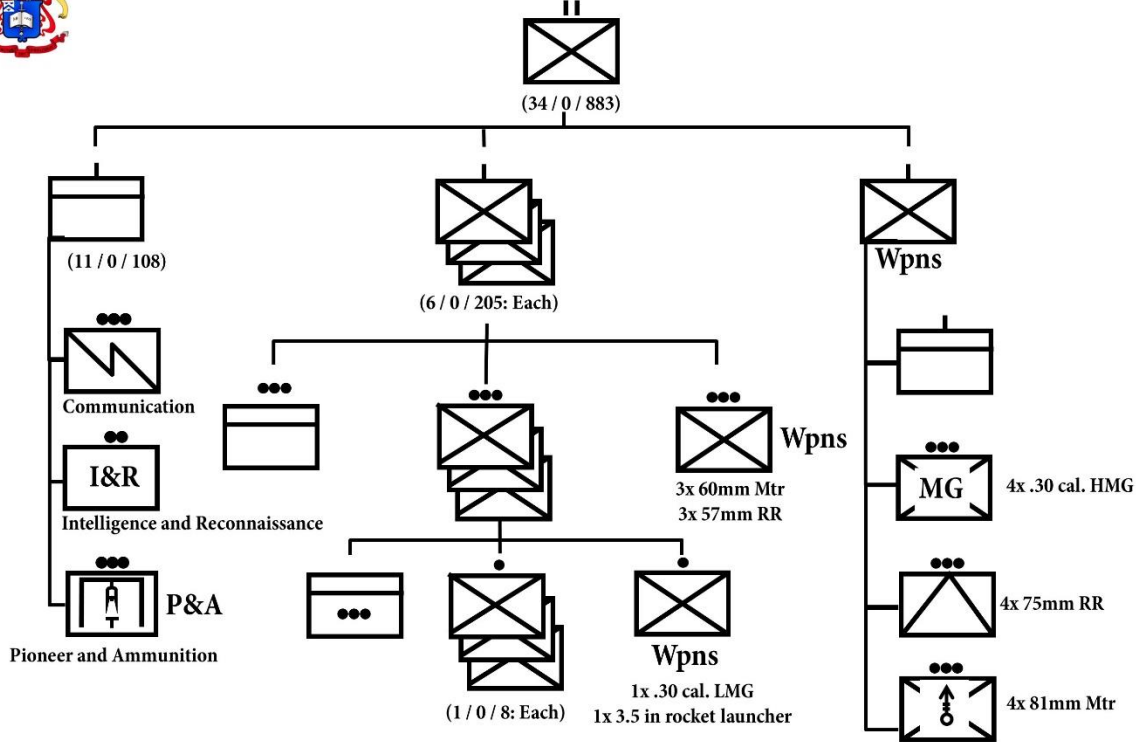 (34 / 0 / 883)
(11 / 0 / 108)
(6 / 0 / 205: Each)
Wpns
Communication
I&R
Intelligence and Reconnaissance
P&A
Pioneer and Ammunition
Wpns
3x 60mm Mtr
3x 57mm RR
(1 / 0 / 8: Each)
Wpns
1x .30 cal. LMG
1x 3.5 in rocket launcher
MG
4x .30 cal. HMG
4x 75mm RR
4x 81mm Mtr